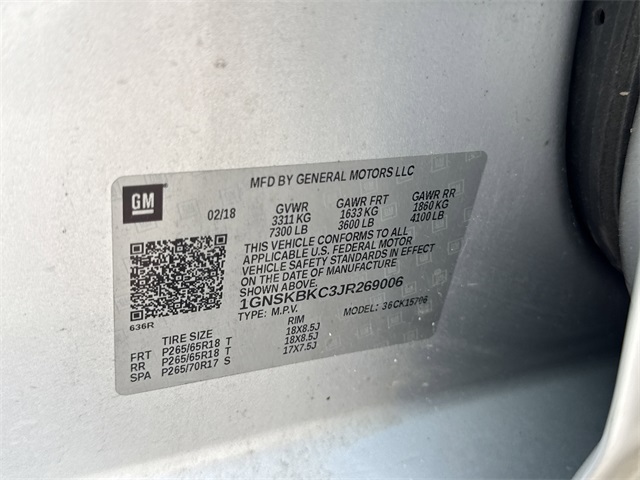 MFD BY GENERAL MOTORS LLC
GM
02/18 GVWR GAWR FRT GAWR RR
3311 KG 1633 KG 1860 KG
7300 LB 3600 LB 4100 LB
THIS VEHICLE CONFORMS TO ALL
APPLICABLE U.S. FEDERAL MOTOR
VEHICLE SAFETY STANDARDS IN EFFECT
ON THE DATE OF MANUFACTURE
SHOWN ABOVE.
1GNSKBKC3JR269006
TYPE: M.P.V. MODEL: 36CK15706
636R
TIRE SIZE RIM
FRT P265/65R18 T 18X8.5J
RR P265/65R18 T 18X8.5J
SPA P265/70R17 S 17X7.5J